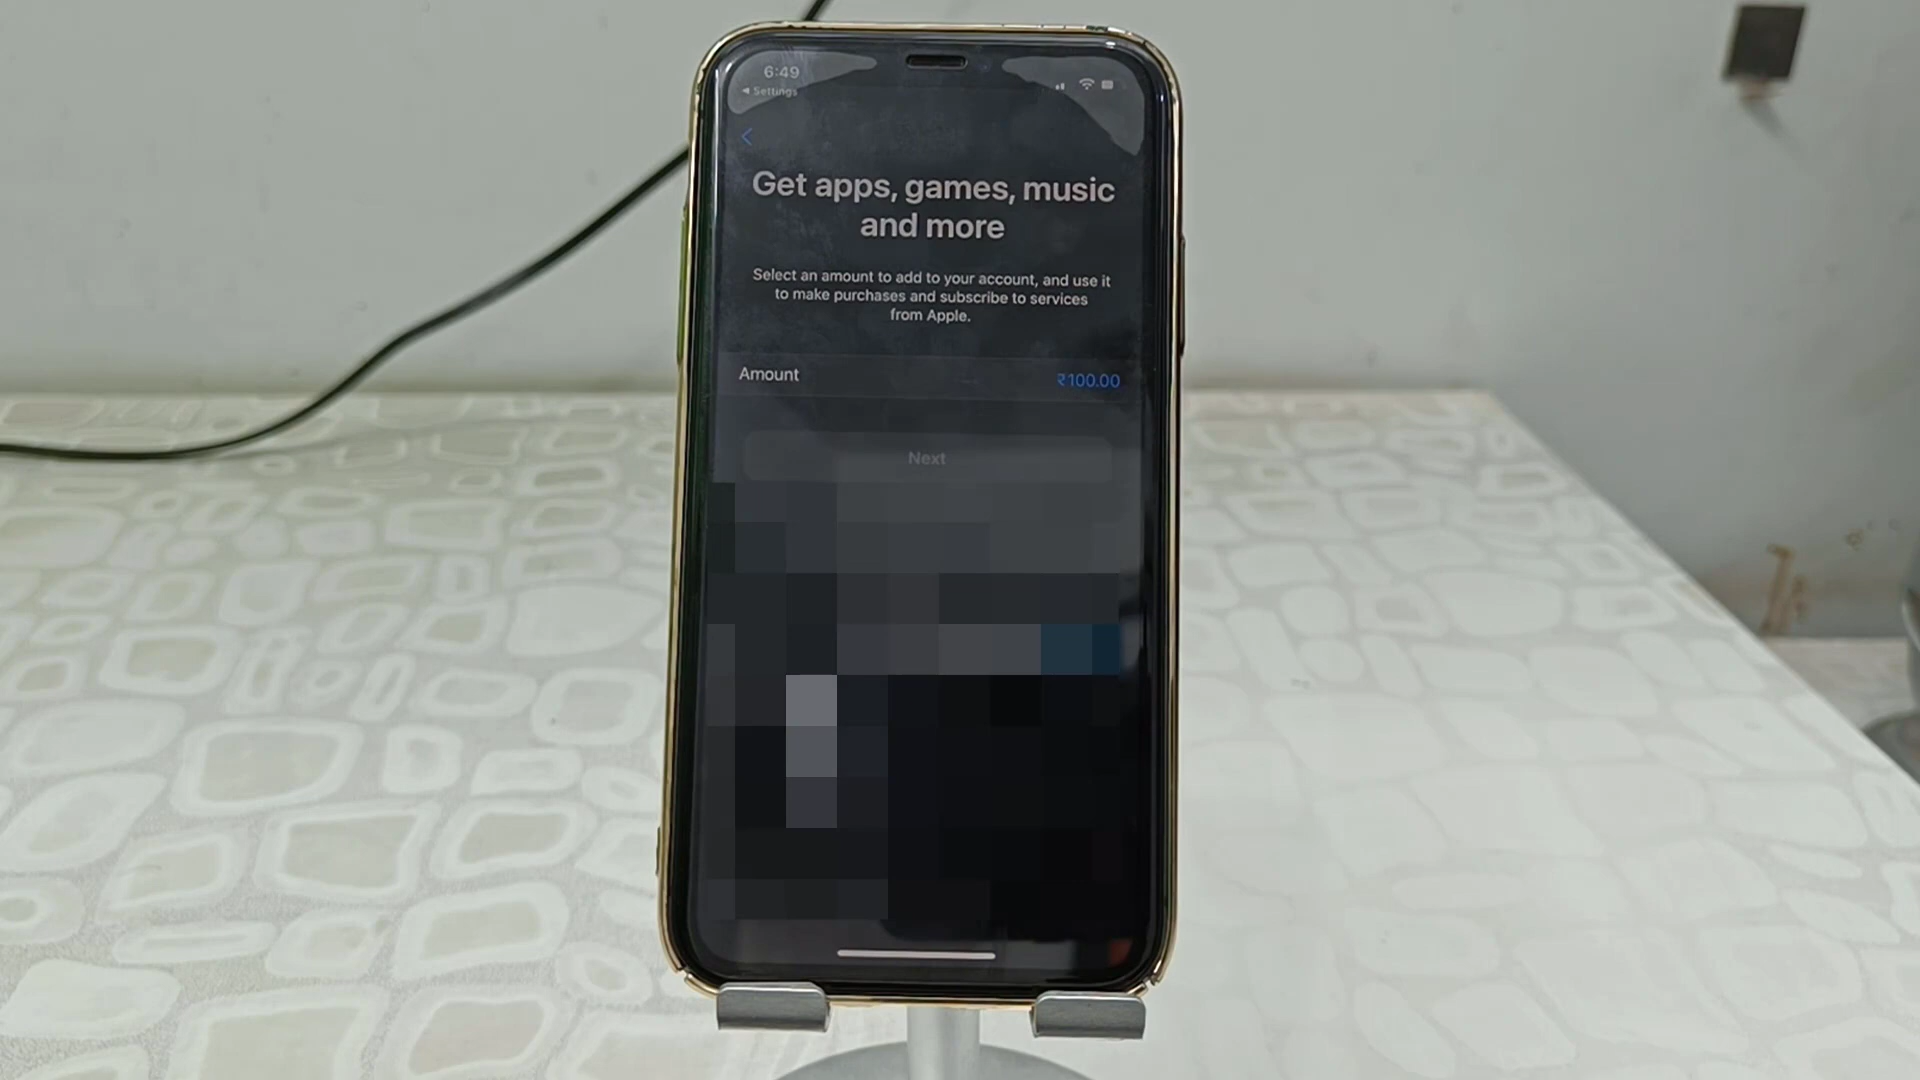 6:49
◀ Settings
Get apps, games, music
and more
Select an amount to add to your account, and use it
to make purchases and subscribe to services
from Apple.
Amount
₹100.00
Next